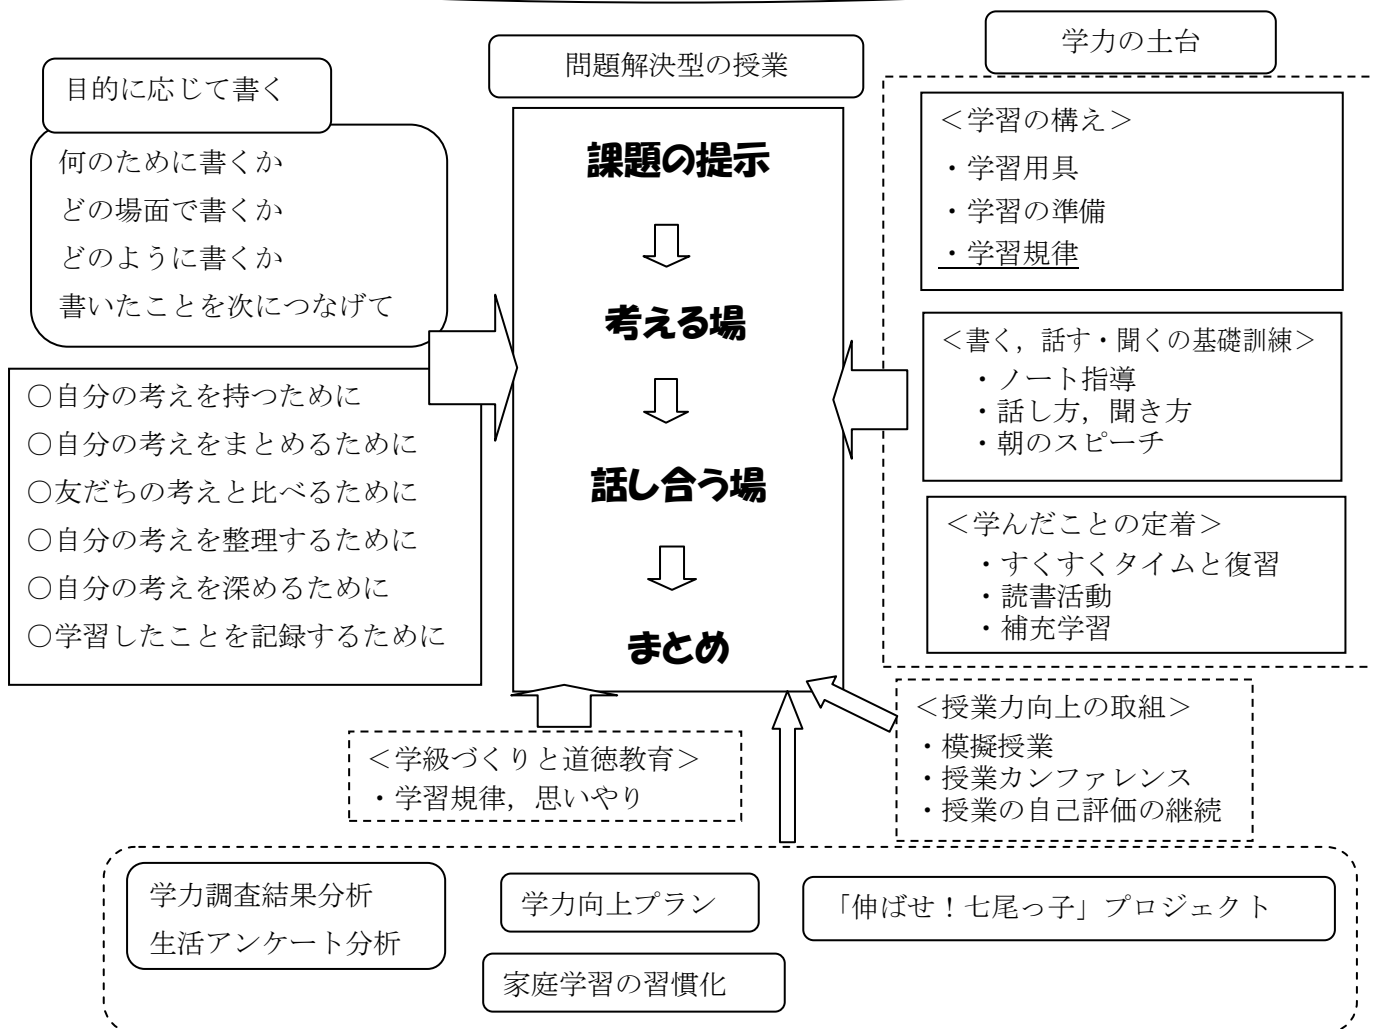 目的に応じて書く
何のために書くか
どの場面で書くか
どのように書くか
書いたことを次につなげて
○自分の考えを持つために
○自分の考えをまとめるために
○友だちの考えと比べるために
○自分の考えを整理するために
○自分の考えを深めるために
○学習したことを記録するために
問題解決型の授業
課題の提示
考える場
話し合う場
まとめ
学力の土台
＜学習の構え＞
・学習用具
・学習の準備
・学習規律
＜書く，話す・聞くの基礎訓練＞
・ノート指導
・話し方，聞き方
・朝のスピーチ
＜学んだことの定着＞
・すくすくタイムと復習
・読書活動
・補充学習
＜学級づくりと道徳教育＞
・学習規律，思いやり
＜授業力向上の取組＞
・模擬授業
・授業カンファレンス
・授業の自己評価の継続
学力調査結果分析
生活アンケート分析
学力向上プラン
「伸ばせ！七尾っ子」プロジェクト
家庭学習の習慣化